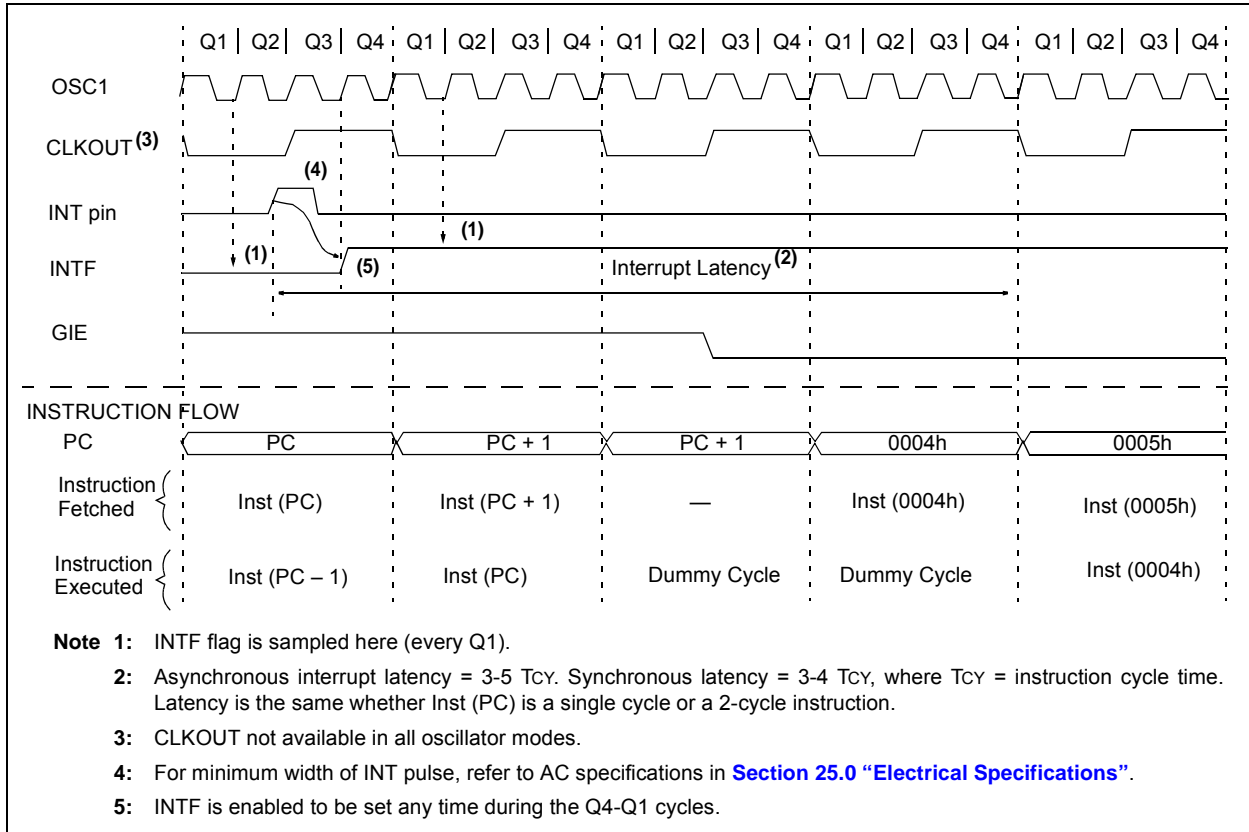 Q1 Q2 Q3 Q4 Q1 Q2 Q3 Q4 Q1 Q2 Q3 Q4 Q1 Q2 Q3 Q4 Q1 Q2 Q3 Q4
OSC1
CLKOUT (3)
(4)
INT pin
(1)
(1)
INTF
(5)
Interrupt Latency (2)
GIE
INSTRUCTION FLOW
PC PC PC + 1 PC + 1 0004h 0005h
Instruction
Fetched
Inst (PC) Inst (PC + 1) — Inst (0004h) Inst (0005h)
Instruction
Executed
Inst (PC – 1) Inst (PC) Dummy Cycle Dummy Cycle Inst (0004h)
Note 1: INTF flag is sampled here (every Q1).
2: Asynchronous interrupt latency = 3-5 TCY. Synchronous latency = 3-4 TCY, where TCY = instruction cycle time.
Latency is the same whether Inst (PC) is a single cycle or a 2-cycle instruction.
3: CLKOUT not available in all oscillator modes.
4: For minimum width of INT pulse, refer to AC specifications in Section 25.0 “Electrical Specifications”.
5: INTF is enabled to be set any time during the Q4-Q1 cycles.